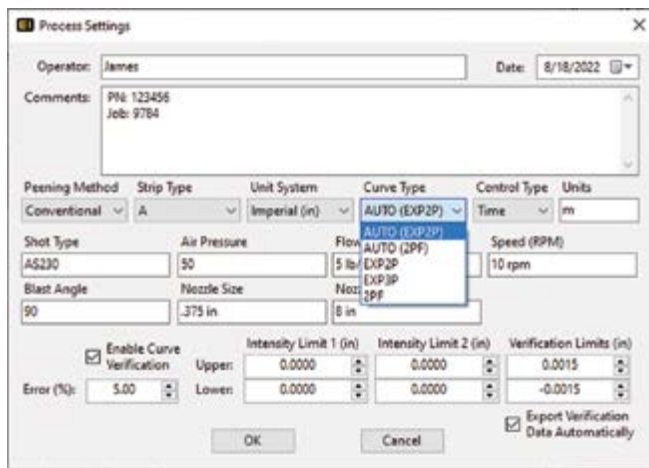 Process Settings
Operator: James Date: 8/18/2022
Comments: PN: 123456
Job: 9784
Peening Method Strip Type Unit System Curve Type Control Type Units
Conventional A Imperial (in) AUTO (EXP2P) Time m
AUTO (EXP2P)
AUTO (2PF)
EXP2P
EXP3P
2PF
Shot Type Air Pressure Speed (RPM)
AS230 50 5 10 rpm
Blast Angle Nozzle Size
90 .375 in 8 in
Enable Curve
Verification
Intensity Limit 1 (in) Intensity Limit 2 (in) Verification Limits (in)
Upper: 0.0000 0.0000 0.0015
Error (%): 5.00 Lower: 0.0000 0.0000 -0.0015
Export Verification
Data Automatically
OK Cancel